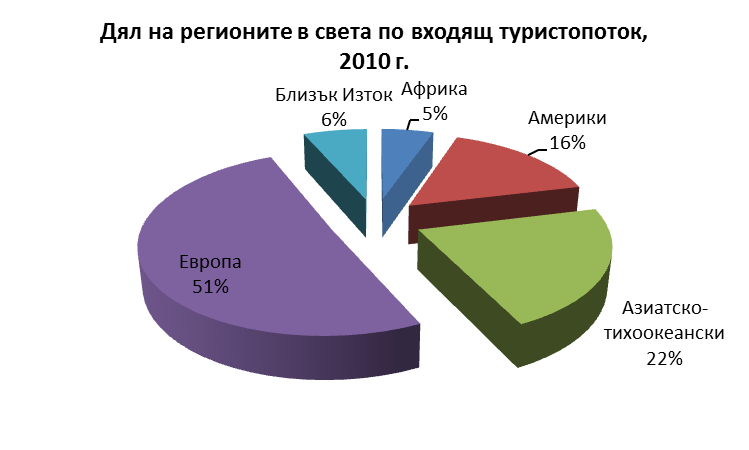 Дял на регионите в света по входящ туристопоток,
2010 г.
Близък Изток
6%
Африка
5%
Америки
16%
Европа
51%
Азиатско-
тихоокеански
22%